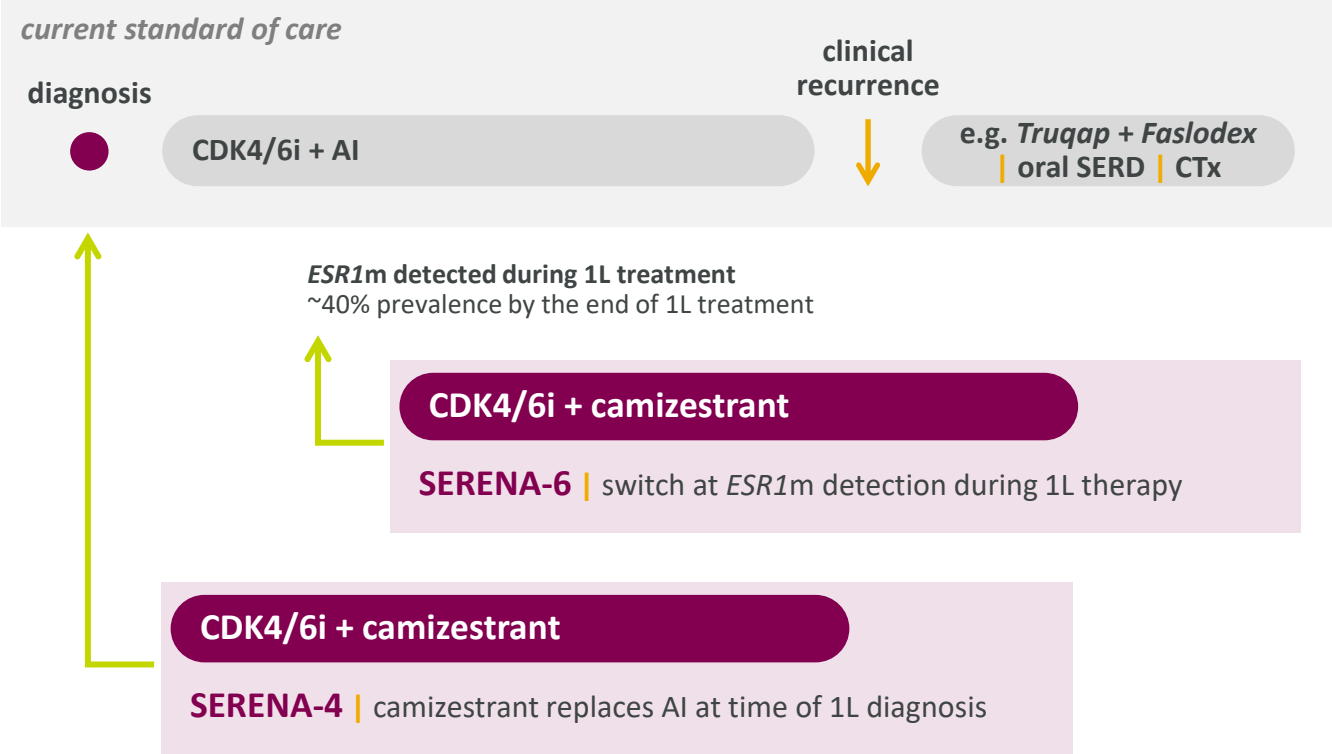 current standard of care
diagnosis
CDK4/6i + AI
clinical
recurrence
e.g. Truqap + Faslodex
| oral SERD | CTx
ESR1m detected during 1L treatment
~40% prevalence by the end of 1L treatment
CDK4/6i + camizestrant
SERENA-6 | switch at ESR1m detection during 1L therapy
CDK4/6i + camizestrant
SERENA-4 | camizestrant replaces AI at time of 1L diagnosis